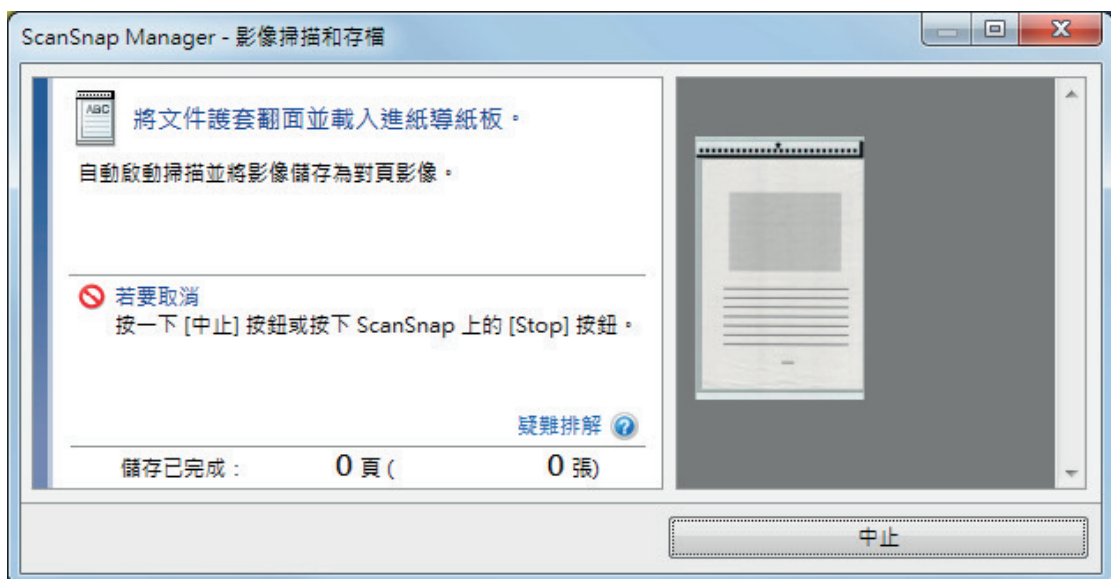 ScanSnap Manager - 影像掃描和存檔
ABC
將文件護套翻面並載入進紙導紙板。
自動啟動掃描並將影像儲存為對頁影像。
若要取消
按一下 [中止] 按鈕或按下 ScanSnap 上的 [Stop] 按鈕。
疑難排解
儲存已完成: 0 頁 ( 0 張)
中止